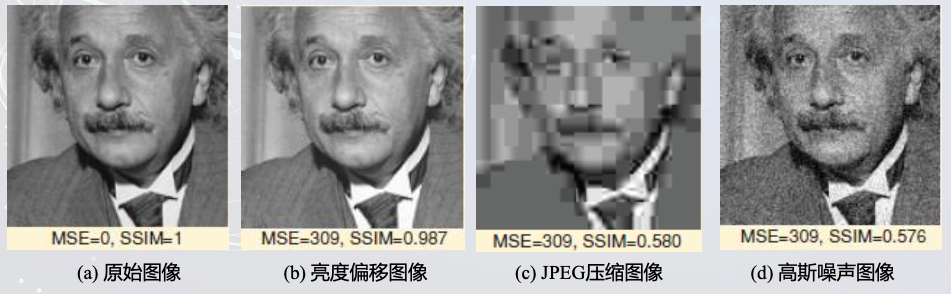 MSE=0, SSIM=1
MSE=309, SSIM=0.987
MSE=309, SSIM=0.580
MSE=309, SSIM=0.576
(a) 原始图像
(b) 亮度偏移图像
(c) JPEG压缩图像
(d) 高斯噪声图像